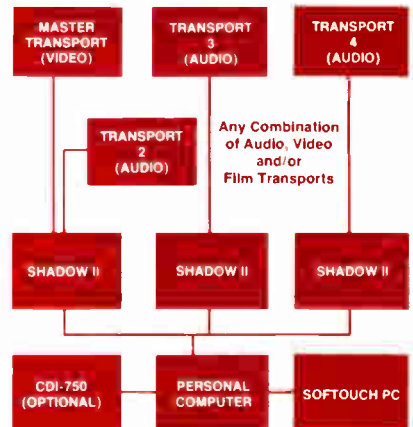 MASTER
TRANSPORT
(VIDEO)
TRANSPORT
3
(AUDIO)
TRANSPORT
4
(AUDIO)
TRANSPORT
2
(AUDIO)
Any Combination
of Audio, Video
and/or
Film Transports
SHADOW II
SHADOW II
SHADOW II
CDI-750
(OPTIONAL)
PERSONAL
COMPUTER
SOFTOUCH PC